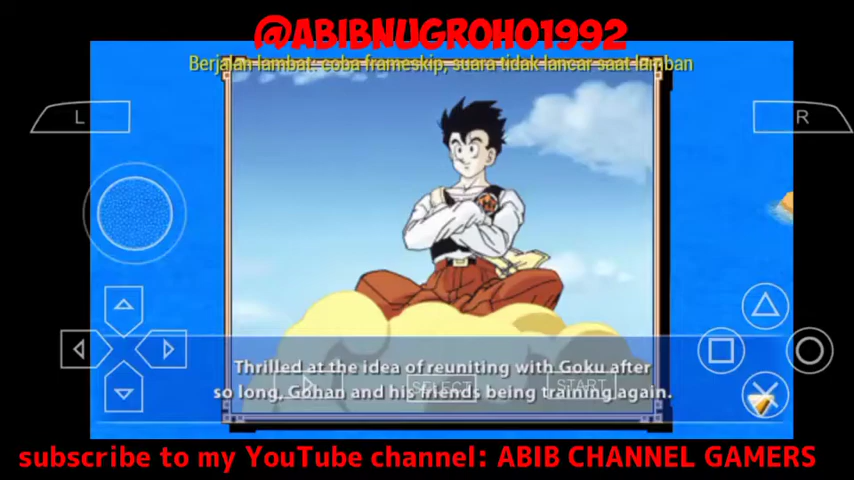 @ABIBNUGROHO1992
Berjalan lambat: coba frameskip, suara tidak lancar saat lamban
L
R
Thrilled at the idea of reuniting with Goku after
so long, Gohan and his friends being training again.
SELECT
START
subscribe to my YouTube channel: ABIB CHANNEL GAMERS